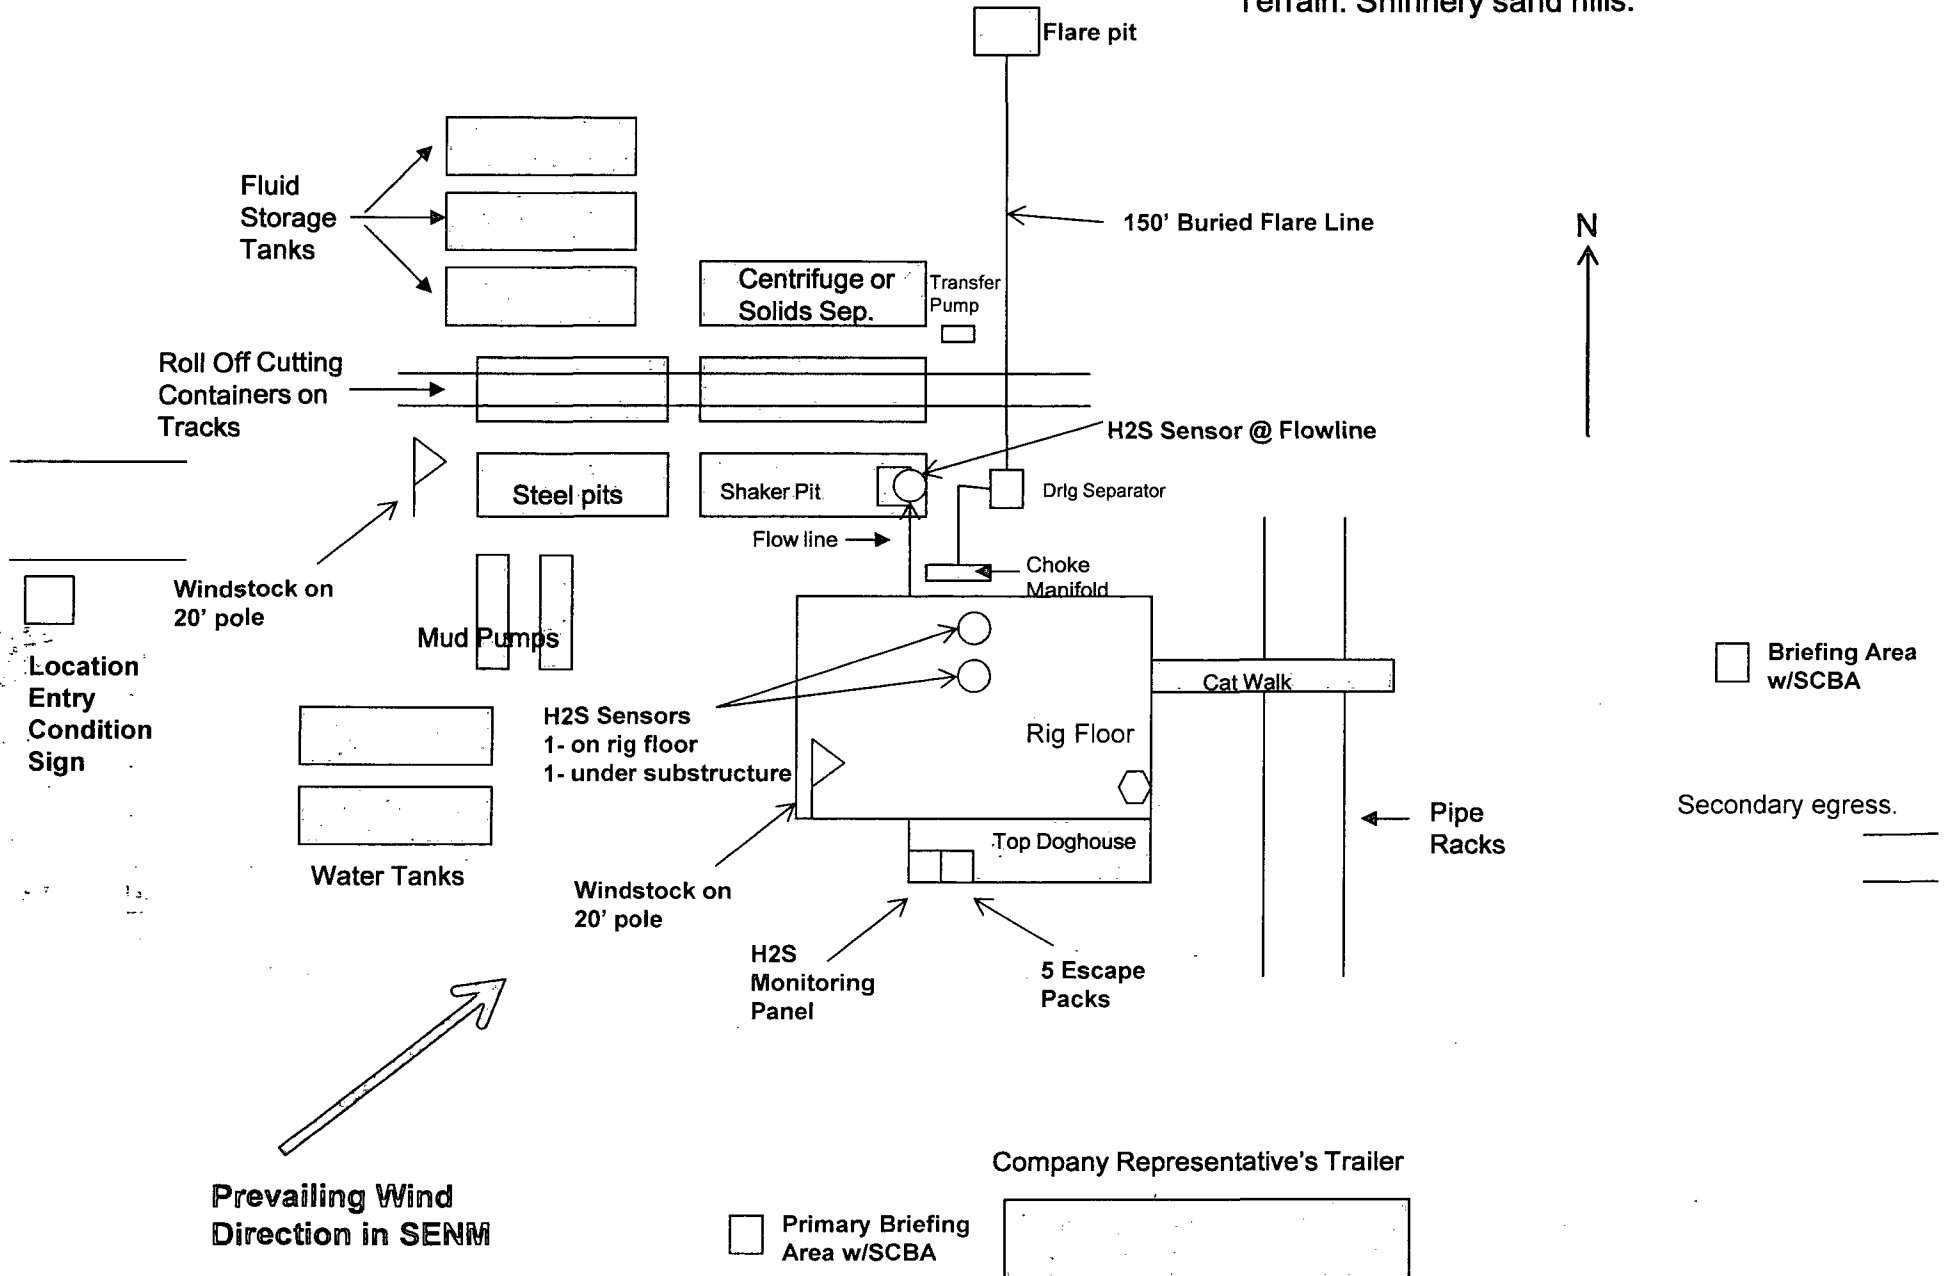 Terrain: Shinnery sand hills.
Flare pit
Fluid
Storage
Tanks
150' Buried Flare Line
N
Centrifuge or
Solids Sep.
Transfer
Pump
Roll Off Cutting
Containers on
Tracks
H2S Sensor @ Flowline
Steel pits
Shaker Pit
Drlg Separator
Flow line
Choke
Manifold
Windstock on
20' pole
Mud Pumps
Location
Entry
Condition
Sign
Cat Walk
Briefing Area
w/SCBA
H2S Sensors
1- on rig floor
1- under substructure
Rig Floor
Secondary egress.
Pipe
Racks
Top Doghouse
Water Tanks
Windstock on
20' pole
H2S
Monitoring
Panel
5 Escape
Packs
Prevailing Wind
Direction in SENM
Company Representative's Trailer
Primary Briefing
Area w/SCBA